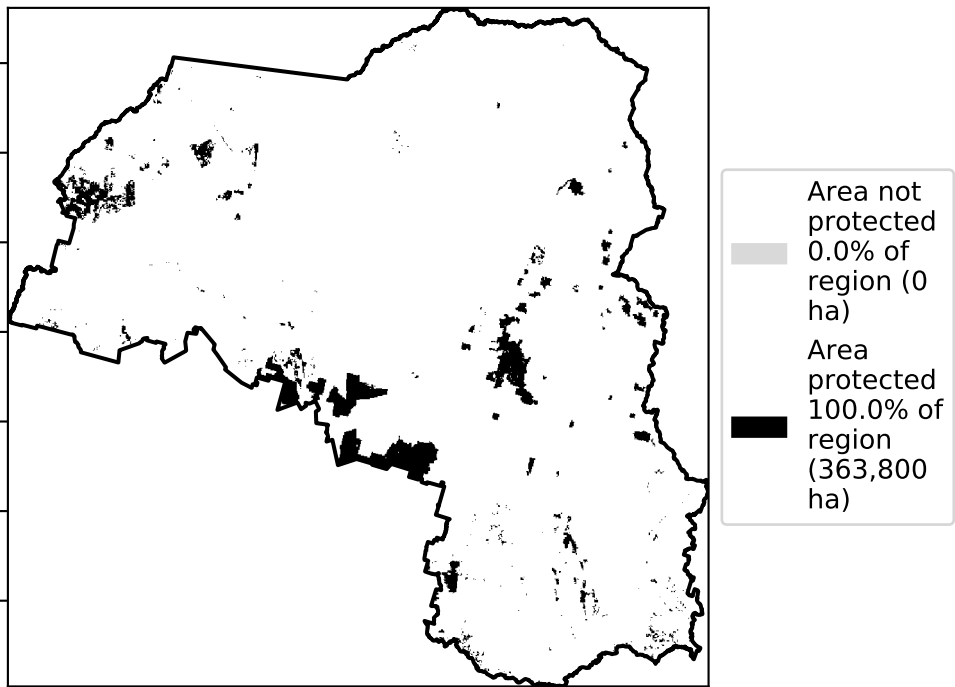 Area not
protected
0.0% of
region (0
ha)
Area
protected
100.0% of
region
(363,800
ha)